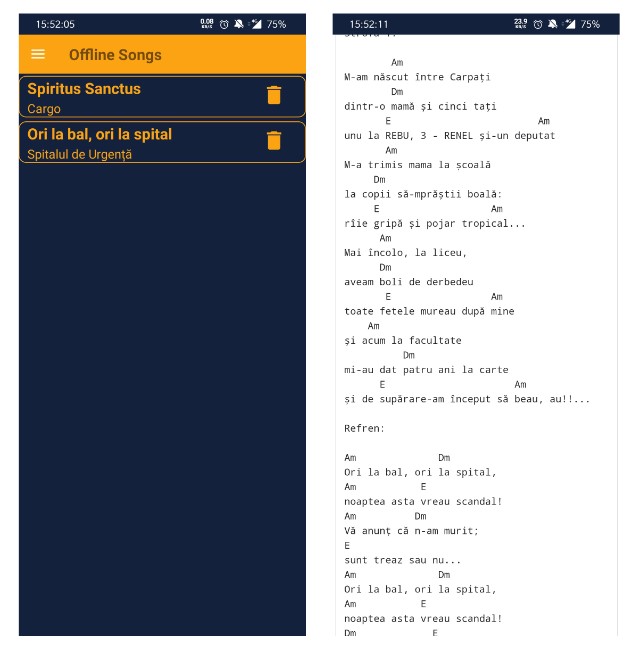 15:52:05 0.08 KB/S 75%
Offline Songs
Spiritus Sanctus
Cargo
Ori la bal, ori la spital
Spitalul de Urgență
15:52:11 23.9 KB/S 75%
Am
M-am născut între Carpați
Dm
dintr-o mamă și cinci tați
E Am
unu la REBU, 3 - RENEL și-un deputat
Am
M-a trimis mama la școală
Dm
la copii să-mprăștii boală:
E Am
rîie gripă și pojar tropical...
Am
Mai încolo, la liceu,
Dm
aveam boli de derbedeu
E Am
toate fetele mureau după mine
Am
și acum la facultate
Dm
mi-au dat patru ani la carte
E Am
și de supărare-am început să beau, au!!...
Refren:
Am Dm
Ori la bal, ori la spital,
Am E
noaptea asta vreau scandal!
Am Dm
Vă anunț că n-am murit;
E
sunt treaz sau nu...
Am Dm
Ori la bal, ori la spital,
Am E
noaptea asta vreau scandal!
Dm E